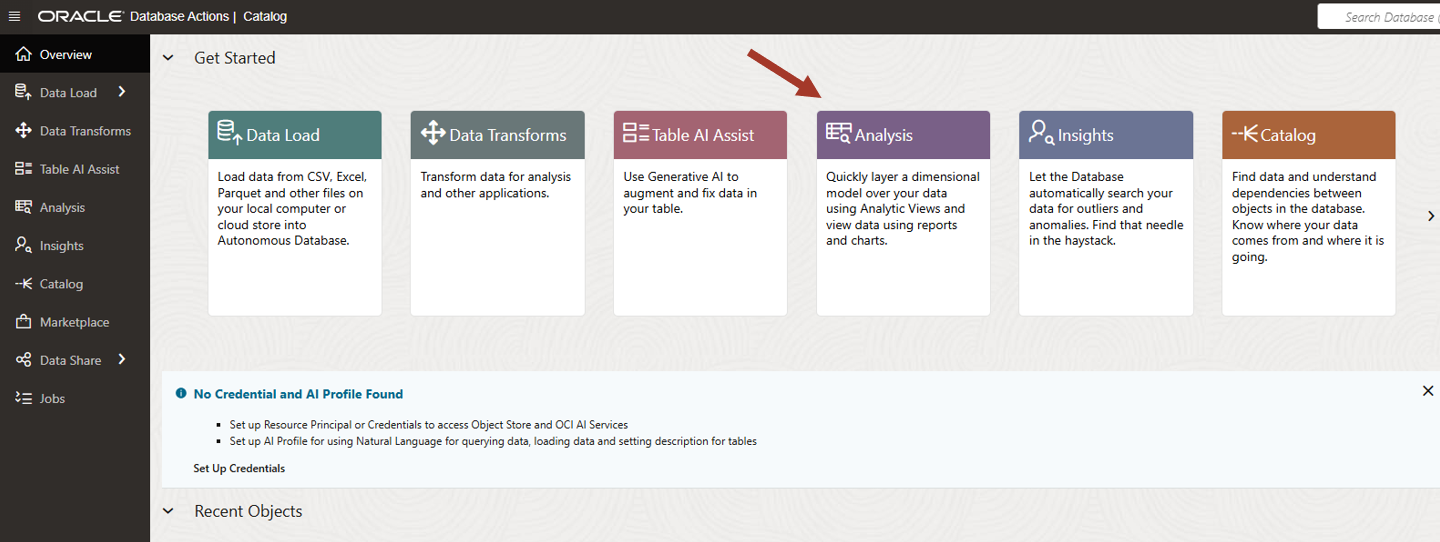 ORACLE Database Actions | Catalog
Search Database (
Overview
Data Load
Data Transforms
Table AI Assist
Analysis
Insights
Catalog
Marketplace
Data Share
Jobs
Get Started
Data Load
Load data from CSV, Excel,
Parquet and other files on
your local computer or
cloud store into
Autonomous Database.
Data Transforms
Transform data for analysis
and other applications.
Table AI Assist
Use Generative AI to
augment and fix data in
your table.
Analysis
Quickly layer a dimensional
model over your data
using Analytic Views and
view data using reports
and charts.
Insights
Let the Database
automatically search your
data for outliers and
anomalies. Find that needle
in the haystack.
Catalog
Find data and understand
dependencies between
objects in the database.
Know where your data
comes from and where it is
going.
No Credential and AI Profile Found
Set up Resource Principal or Credentials to access Object Store and OCI AI Services
Set up AI Profile for using Natural Language for querying data, loading data and setting description for tables
Set Up Credentials
Recent Objects